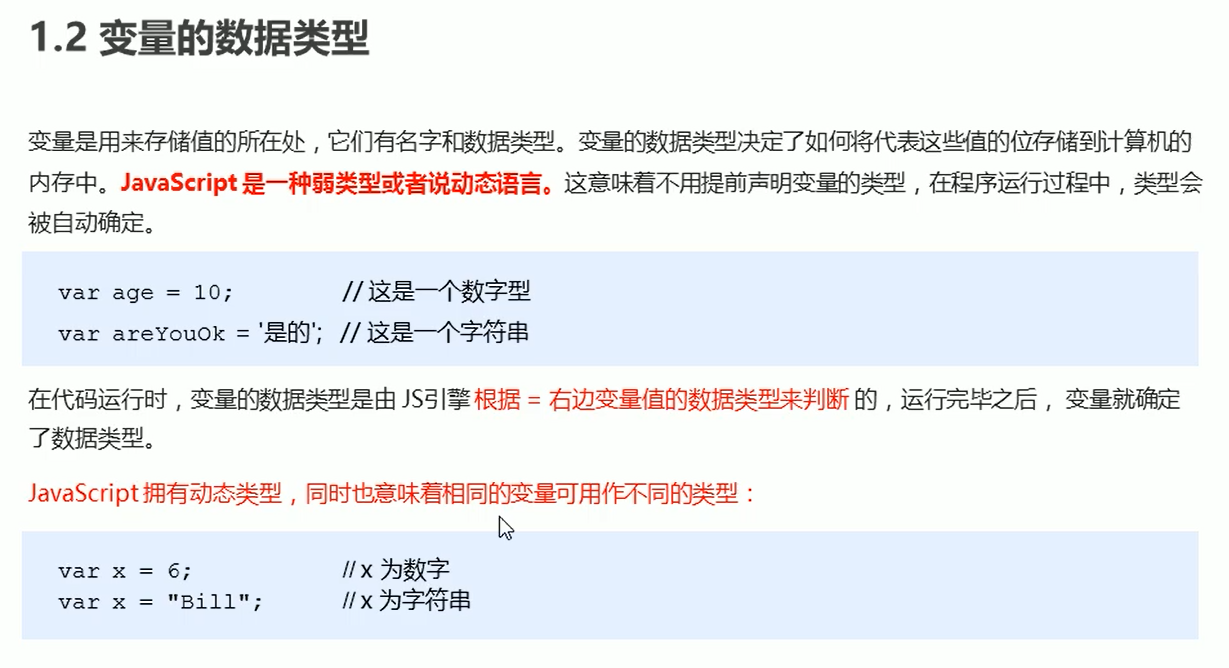 1.2 变量的数据类型
变量是用来存储值的所在处，它们有名字和数据类型。变量的数据类型决定了如何将代表这些值的位存储到计算机的
内存中。JavaScript 是一种弱类型或者说动态语言。这意味着不用提前声明变量的类型，在程序运行过程中，类型会
被自动确定。
var age = 10; // 这是一个数字型
var areYouOk = '是的'; // 这是一个字符串
在代码运行时，变量的数据类型是由 JS引擎 根据 = 右边变量值的数据类型来判断 的，运行完毕之后， 变量就确定
了数据类型。
JavaScript 拥有动态类型，同时也意味着相同的变量可用作不同的类型：
var x = 6; // x 为数字
var x = "Bill"; // x 为字符串